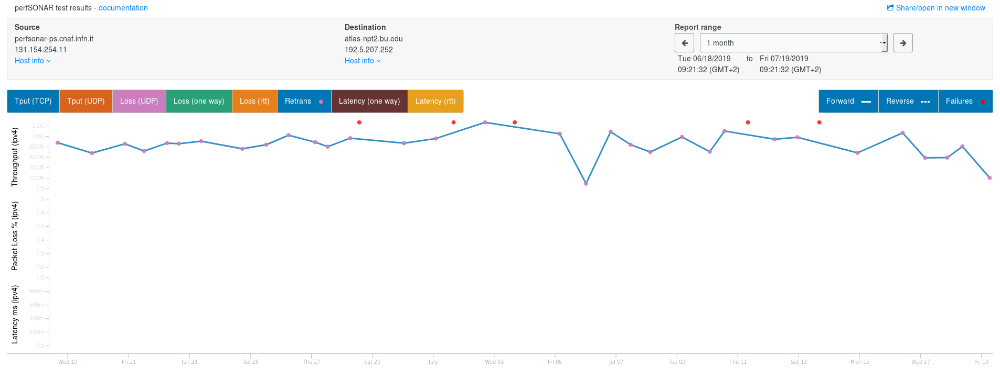 perfSONAR test results - documentation
Share/open in new window
Source
perfsonar-ps.cnaf.infn.it
131.154.254.11
Host info
Destination
atlas-npt2.bu.edu
192.5.207.252
Host info
Report range
1 month
Tue 06/18/2019 to Fri 07/19/2019
09:21:32 (GMT+2) 09:21:32 (GMT+2)
Tput (TCP) Tput (UDP) Loss (UDP) Loss (one way) Loss (rtt) Retrans Latency (one way) Latency (rtt)
Forward Reverse Failures
Throughput (ipv4)
1.2G
1.0G
800M
600M
400M
200M
0.0
Packet Loss % (ipv4)
1.0
0.8
0.6
0.4
0.2
0.0
Latency ms (ipv4)
1.0
800m
600m
400m
200m
0.0
Wed 19 Fri 21 Jun 23 Tue 25 Thu 27 Sat 29 July Wed 03 Fri 05 Jul 07 Tue 09 Thu 11 Sat 13 Mon 15 Wed 17 Fri 19